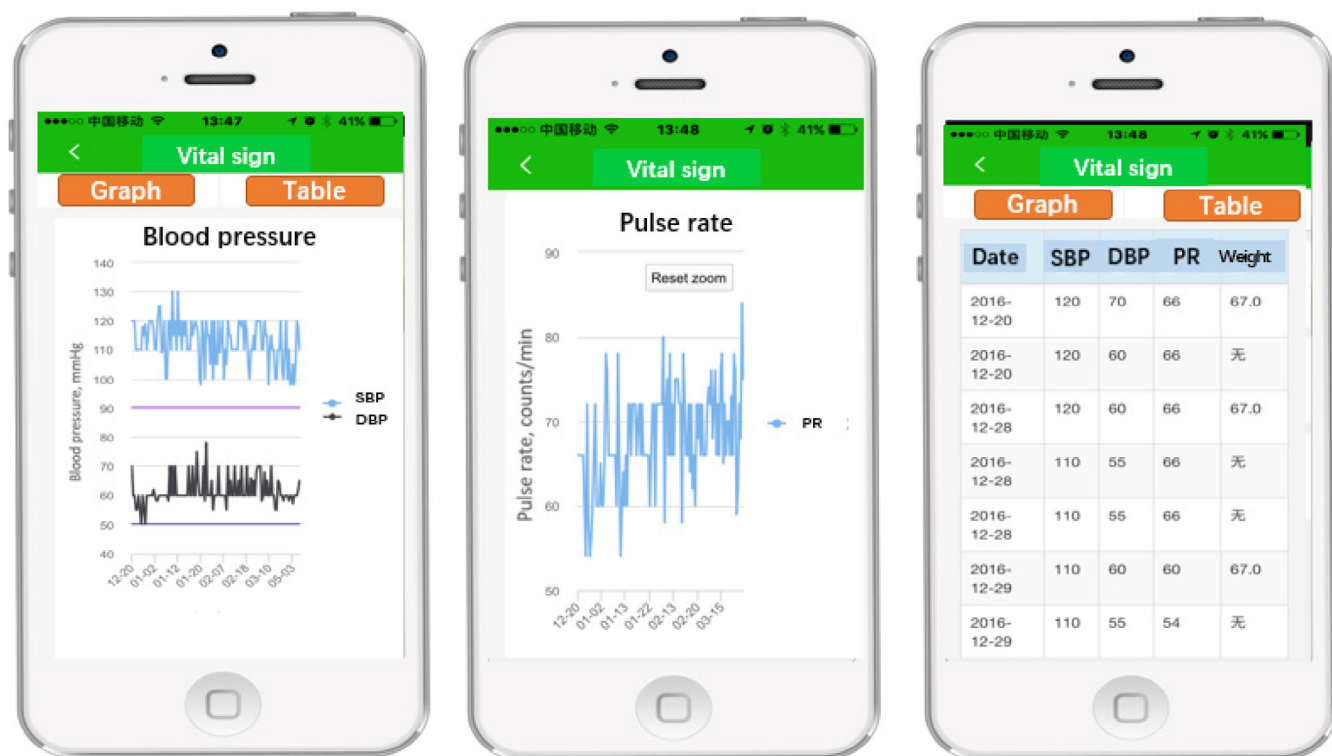 中国移动 13:47 41%
Vital sign
Graph Table
Blood pressure
Blood pressure, mmHg
140
130
120
110
100
90
80
70
60
50
40
12-20 01-02 01-12 01-20 02-07 02-18 03-10 05-03
SBP
DBP
中国移动 13:48 41%
Vital sign
Pulse rate
Reset zoom
Pulse rate, counts/min
90
80
70
60
50
12-20 01-02 01-13 01-22 02-13 02-20 03-15
PR
中国移动 13:48 41%
Vital sign
Graph Table
Date SBP DBP PR Weight
2016-
12-20 120 70 66 67.0
2016-
12-20 120 60 66 无
2016-
12-28 120 60 66 67.0
2016-
12-28 110 55 66 无
2016-
12-28 110 55 66 无
2016-
12-29 110 60 60 67.0
2016-
12-29 110 55 54 无